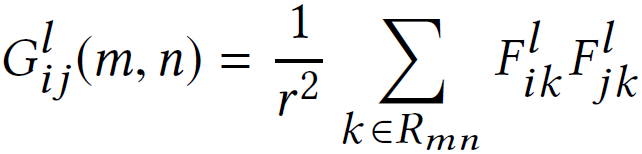 G^l_{ij}(m, n) = \frac{1}{r^2} \sum_{k \in R_{mn}} F^l_{ik} F^l_{jk}